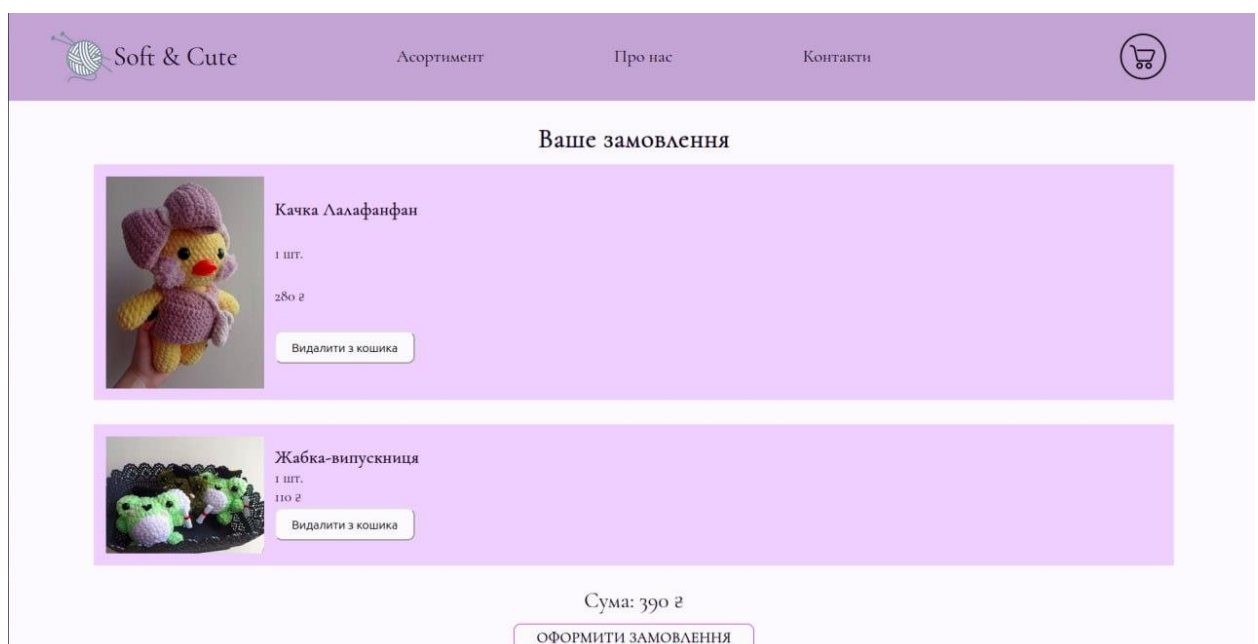 Soft & Cute
Асортимент
Про нас
Контакти
Ваше замовлення
Качка Лалафанфан
1 шт.
280 ₴
Видалити з кошика
Жабка-випускниця
1 шт.
110 ₴
Видалити з кошика
Сума: 390 ₴
ОФОРМИТИ ЗАМОВЛЕННЯ